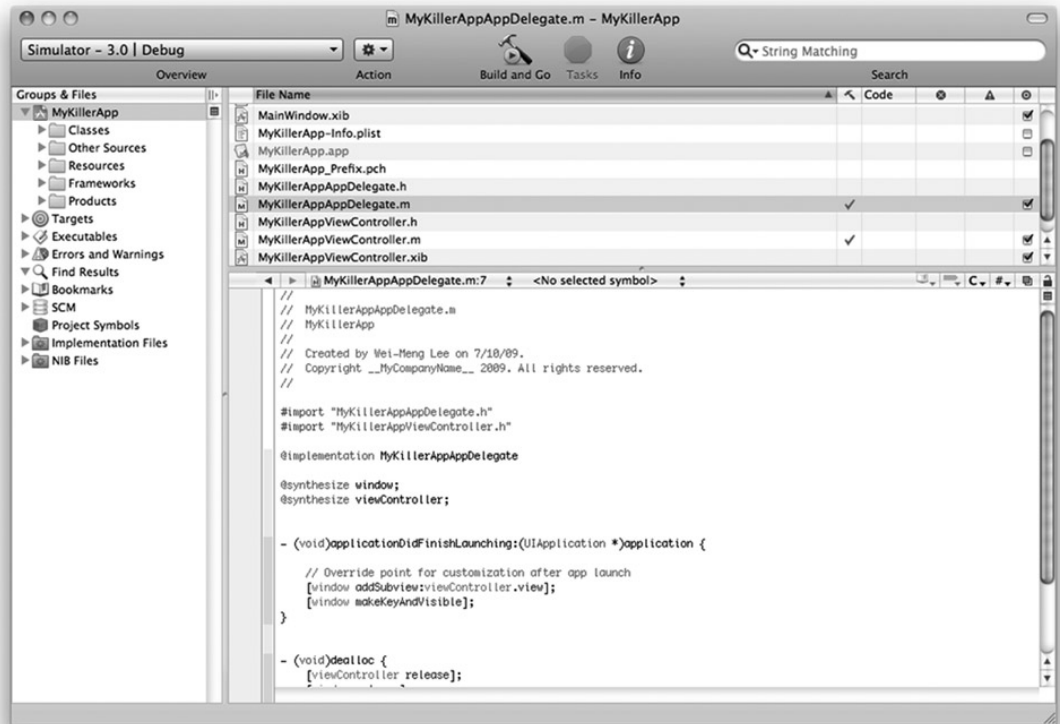 MyKillerAppAppDelegate.m – MyKillerApp
Simulator – 3.0 | Debug
String Matching
Overview
Action
Build and Go
Tasks
Info
Search
Groups & Files
MyKillerApp
Classes
Other Sources
Resources
Frameworks
Products
Targets
Executables
Errors and Warnings
Find Results
Bookmarks
SCM
Project Symbols
Implementation Files
NIB Files
File Name
Code
MainWindow.xib
MyKillerApp-Info.plist
MyKillerApp.app
MyKillerApp_Prefix.pch
MyKillerAppAppDelegate.h
MyKillerAppAppDelegate.m
MyKillerAppViewController.h
MyKillerAppViewController.m
MyKillerAppViewController.xib
MyKillerAppAppDelegate.m:7 <No selected symbol> C #
//
// MyKillerAppAppDelegate.m
// MyKillerApp
//
// Created by Wei-Meng Lee on 7/10/09.
// Copyright __MyCompanyName__ 2009. All rights reserved.
//
#import "MyKillerAppAppDelegate.h"
#import "MyKillerAppViewController.h"
@implementation MyKillerAppAppDelegate
@synthesize window;
@synthesize viewController;
- (void)applicationDidFinishLaunching:(UIApplication *)application {
// Override point for customization after app launch
[window addSubview:viewController.view];
[window makeKeyAndVisible];
}
- (void)dealloc {
[viewController release];